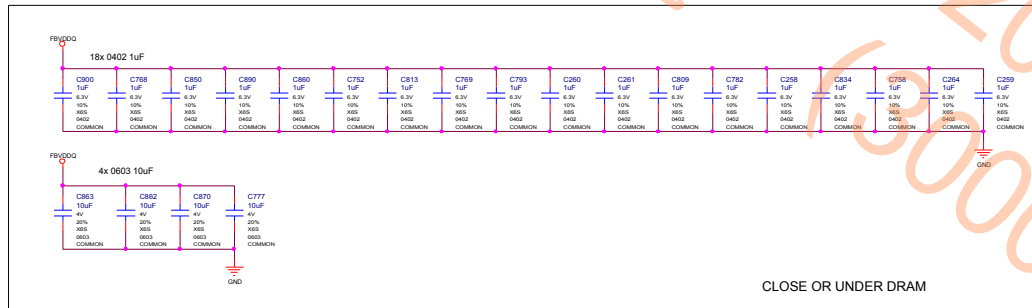 FBVDDQ
18x 0402 1uF
C900 C768 C850 C890 C860 C752 C813 C769 C793 C260 C261 C809 C782 C258 C834 C758 C264 C259
1uF 1uF 1uF 1uF 1uF 1uF 1uF 1uF 1uF 1uF 1uF 1uF 1uF 1uF 1uF 1uF 1uF 1uF
6.3V 6.3V 6.3V 6.3V 6.3V 6.3V 6.3V 6.3V 6.3V 6.3V 6.3V 6.3V 6.3V 6.3V 6.3V 6.3V 6.3V 6.3V
10% 10% 10% 10% 10% 10% 10% 10% 10% 10% 10% 10% 10% 10% 10% 10% 10% 10%
X6S X6S X6S X6S X6S X6S X6S X6S X6S X6S X6S X6S X6S X6S X6S X6S X6S X6S
0402 0402 0402 0402 0402 0402 0402 0402 0402 0402 0402 0402 0402 0402 0402 0402 0402 0402
COMMON COMMON COMMON COMMON COMMON COMMON COMMON COMMON COMMON COMMON COMMON COMMON COMMON COMMON COMMON COMMON COMMON COMMON
GND
FBVDDQ
4x 0603 10uF
C863 C862 C870 C777
10uF 10uF 10uF 10uF
4V 4V 4V 4V
20% 20% 20% 20%
X6S X6S X6S X6S
0603 0603 0603 0603
COMMON COMMON COMMON COMMON
GND
CLOSE OR UNDER DRAM
(3000